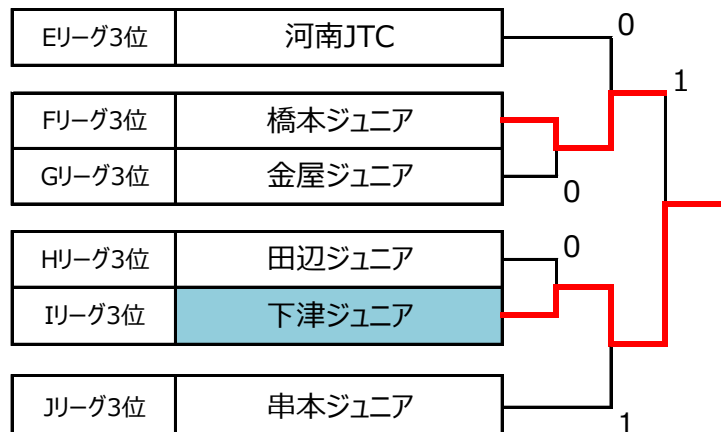 Eリーグ3位 河南JTC 0
1
Fリーグ3位 橋本ジュニア
Gリーグ3位 金屋ジュニア 0
Hリーグ3位 田辺ジュニア 0
Iリーグ3位 下津ジュニア
Jリーグ3位 串本ジュニア 1